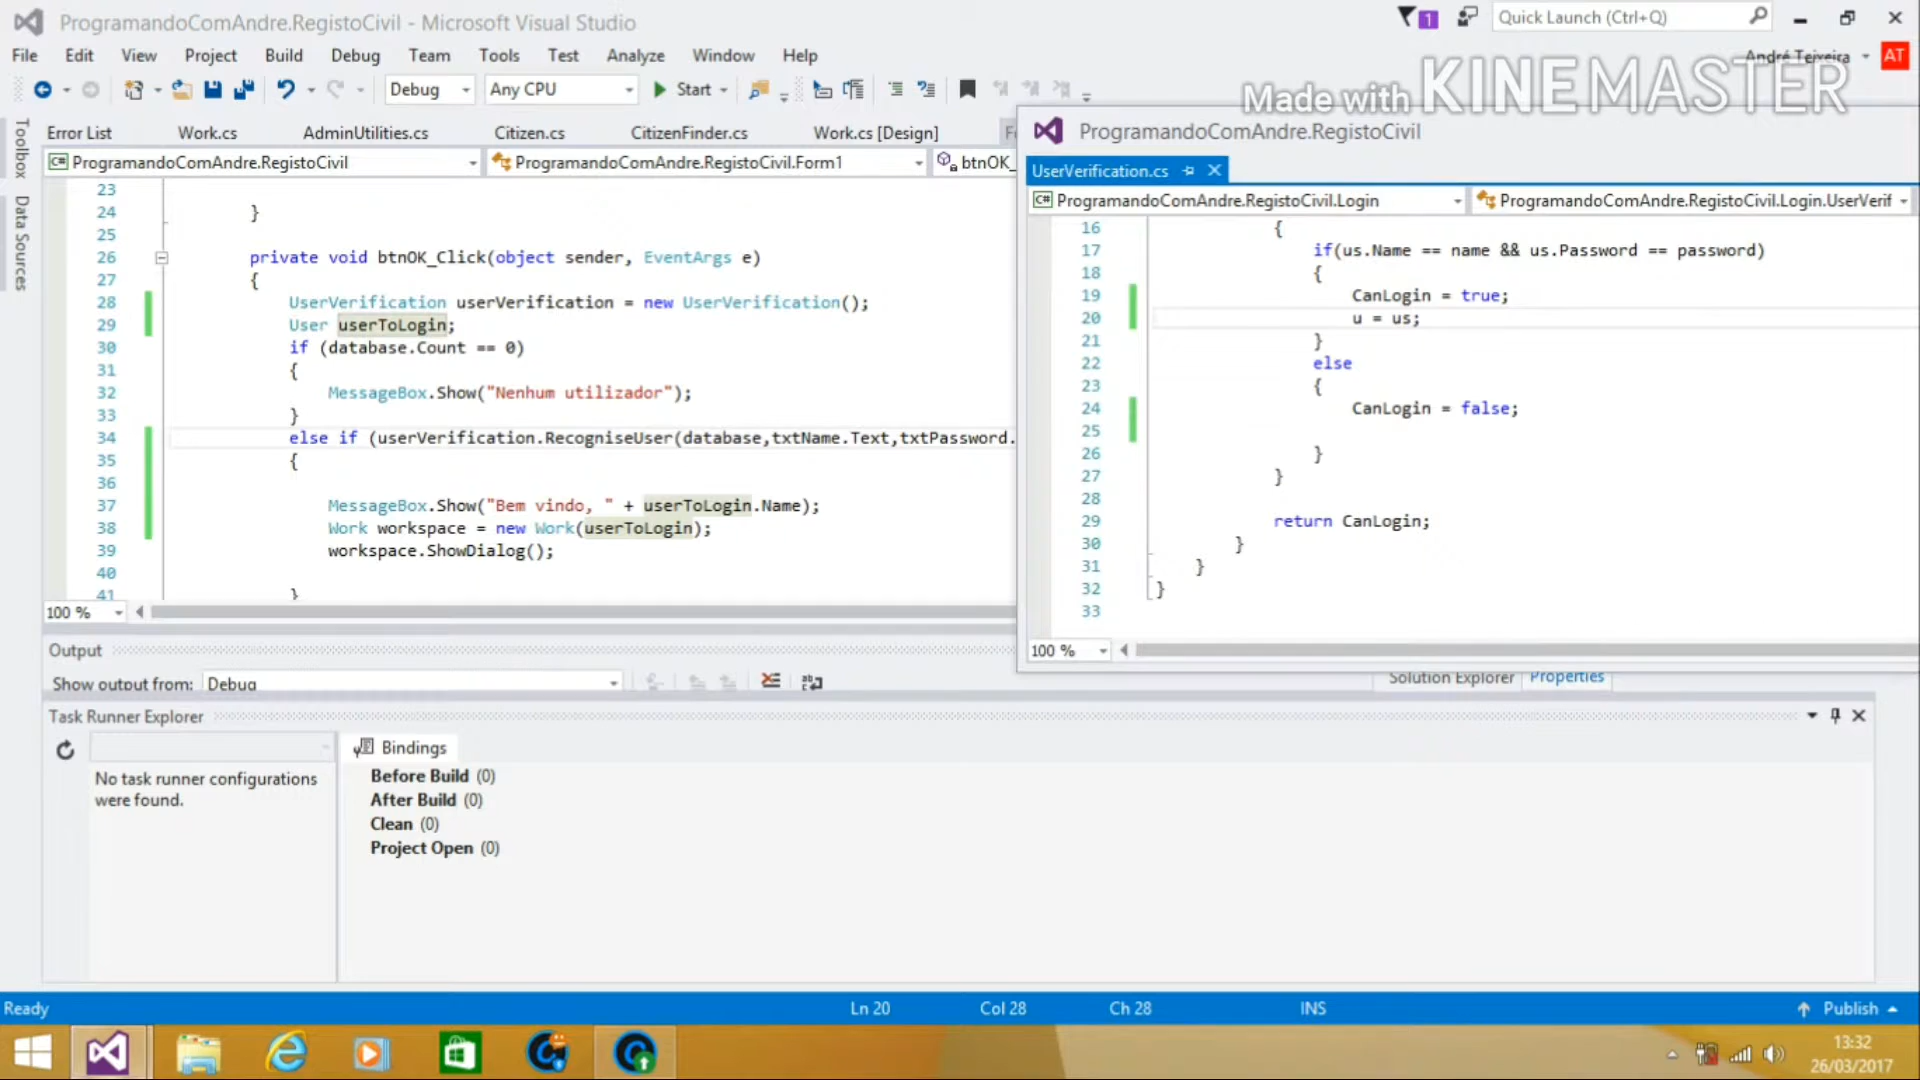 ProgramandoComAndre.RegistoCivil - Microsoft Visual Studio
1
Quick Launch (Ctrl+Q)
File Edit View Project Build Debug Team Tools Test Analyze Window Help
André Teixeira
AT
Debug
Any CPU
Start
Made with KINEMASTER
Toolbox
Data Sources
Error List
Work.cs
AdminUtilities.cs
Citizen.cs
CitizenFinder.cs
Work.cs [Design]
ProgramandoComAndre.RegistoCivil
ProgramandoComAndre.RegistoCivil.Form1
btnOK_
23
24 }
25
26 private void btnOK_Click(object sender, EventArgs e)
27 {
28 UserVerification userVerification = new UserVerification();
29 User userToLogin;
30 if (database.Count == 0)
31 {
32 MessageBox.Show("Nenhum utilizador");
33 }
34 else if (userVerification.RecogniseUser(database,txtName.Text,txtPassword.
35 {
36
37 MessageBox.Show("Bem vindo, " + userToLogin.Name);
38 Work workspace = new Work(userToLogin);
39 workspace.ShowDialog();
40
41 }
100 %
ProgramandoComAndre.RegistoCivil
UserVerification.cs
ProgramandoComAndre.RegistoCivil.Login
ProgramandoComAndre.RegistoCivil.Login.UserVerif
16 {
17 if(us.Name == name && us.Password == password)
18 {
19 CanLogin = true;
20 u = us;
21 }
22 else
23 {
24 CanLogin = false;
25
26 }
27 }
28
29 return CanLogin;
30 }
31 }
32 }
33
100 %
Output
Show output from: Debug
Solution Explorer
Properties
Task Runner Explorer
No task runner configurations
were found.
Bindings
Before Build (0)
After Build (0)
Clean (0)
Project Open (0)
Ready
Ln 20
Col 28
Ch 28
INS
Publish
13:32
26/03/2017